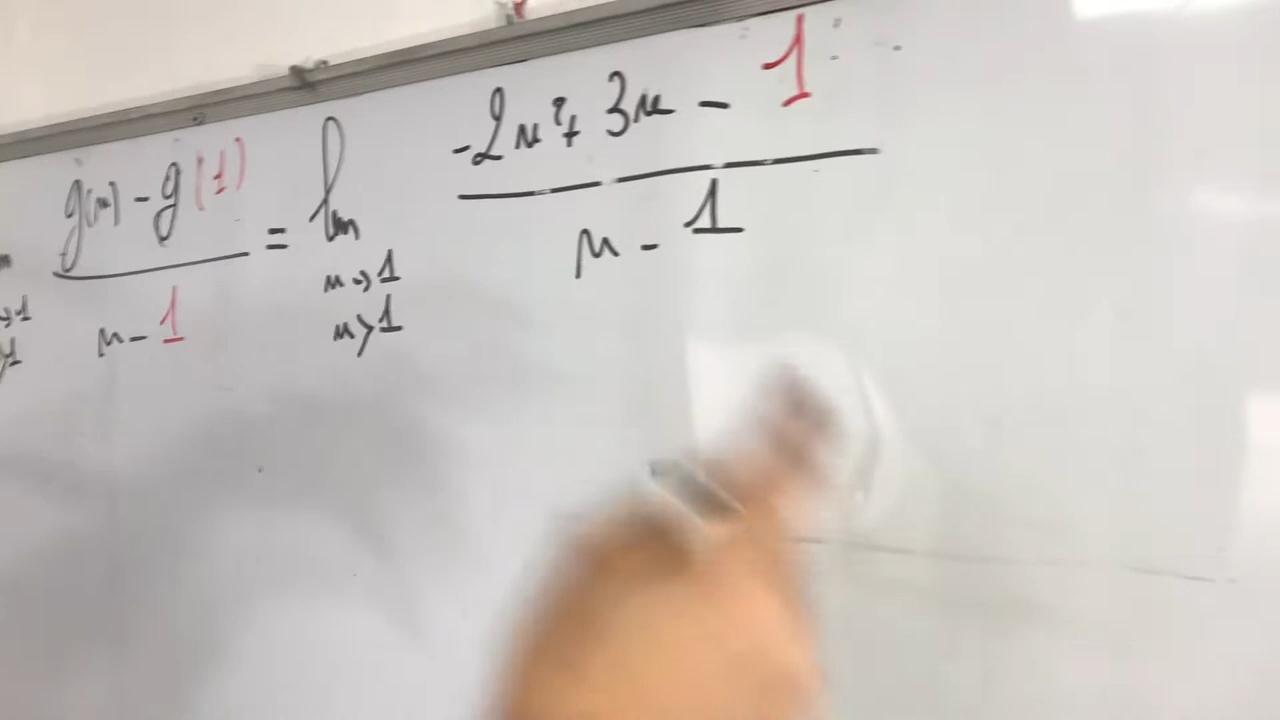 g(x) - g(1) / x - 1 = lim x→1 x>1 -2x²+ 3x - 1 / x - 1